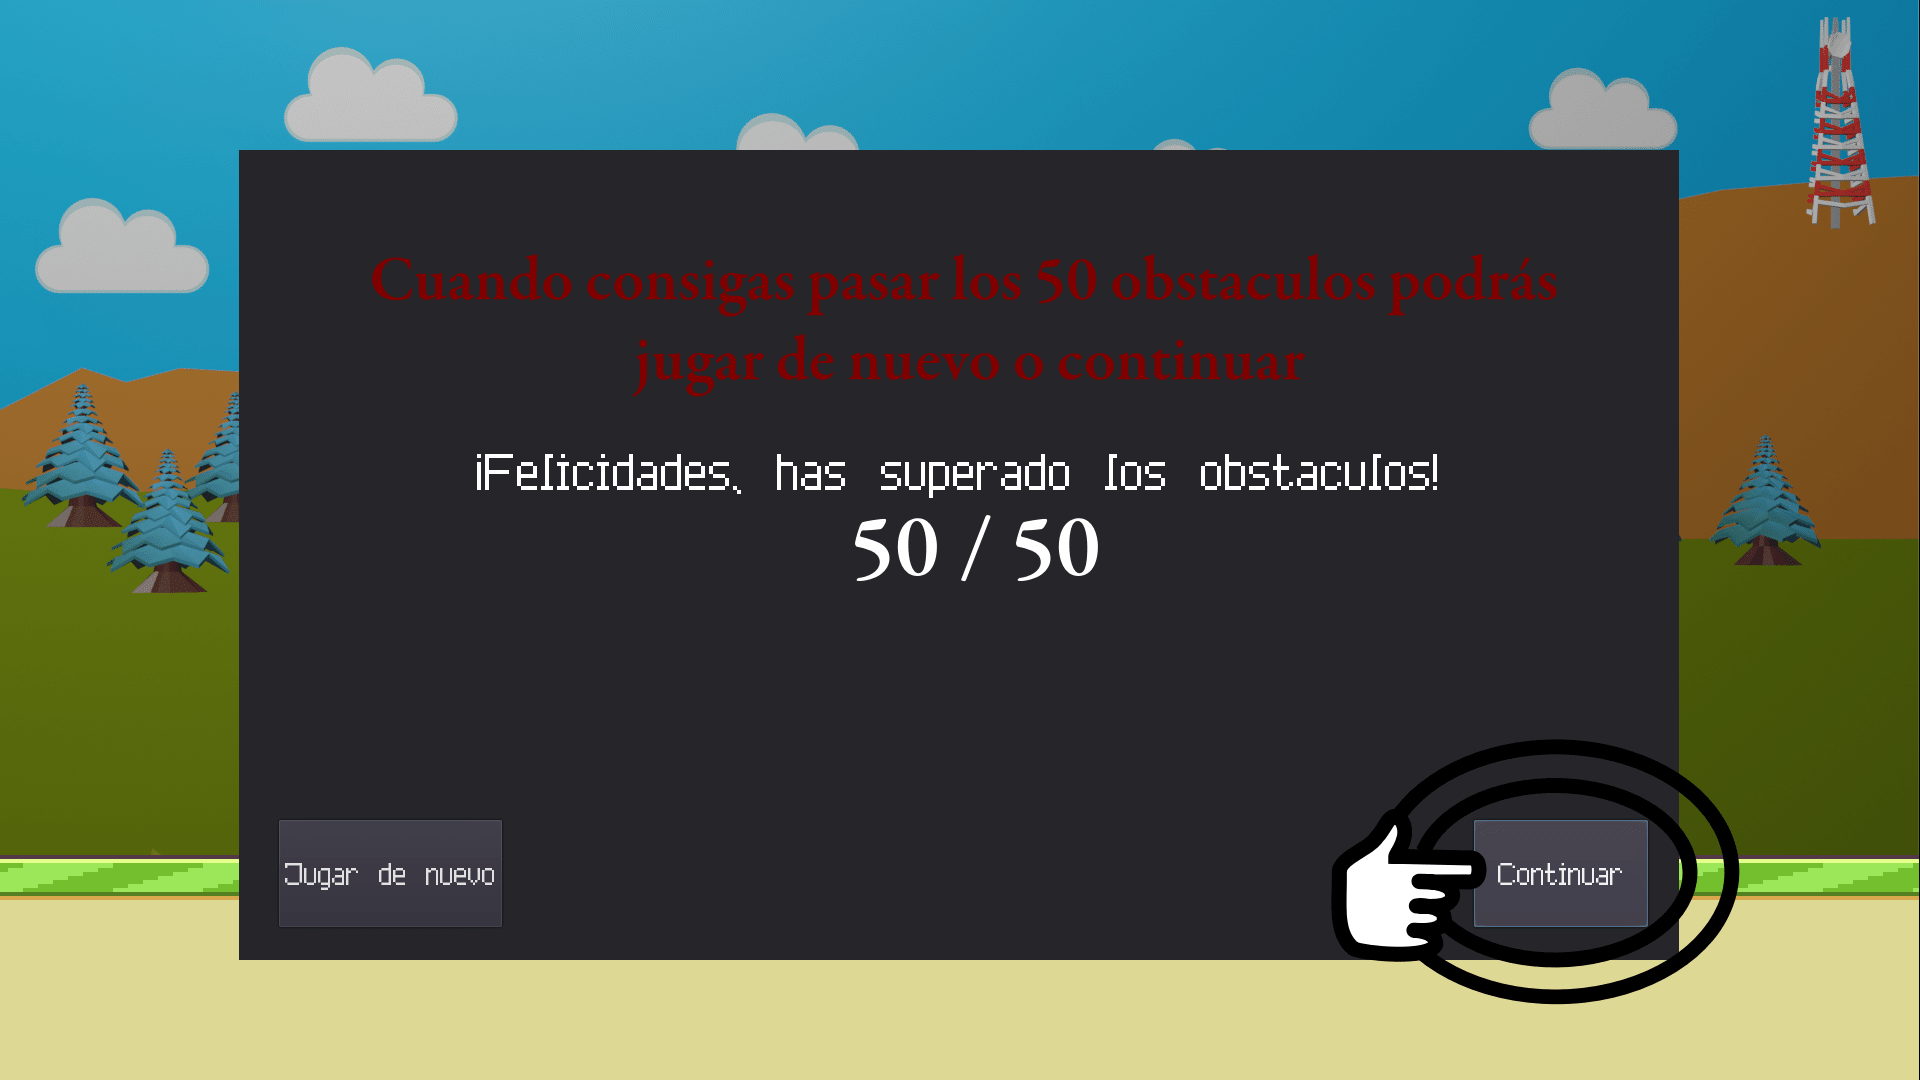 Cuando consigas pasar los 50 obstaculos podrás
jugar de nuevo o continuar
¡Felicidades, has superado los obstaculos!
50 / 50
Jugar de nuevo
Continuar